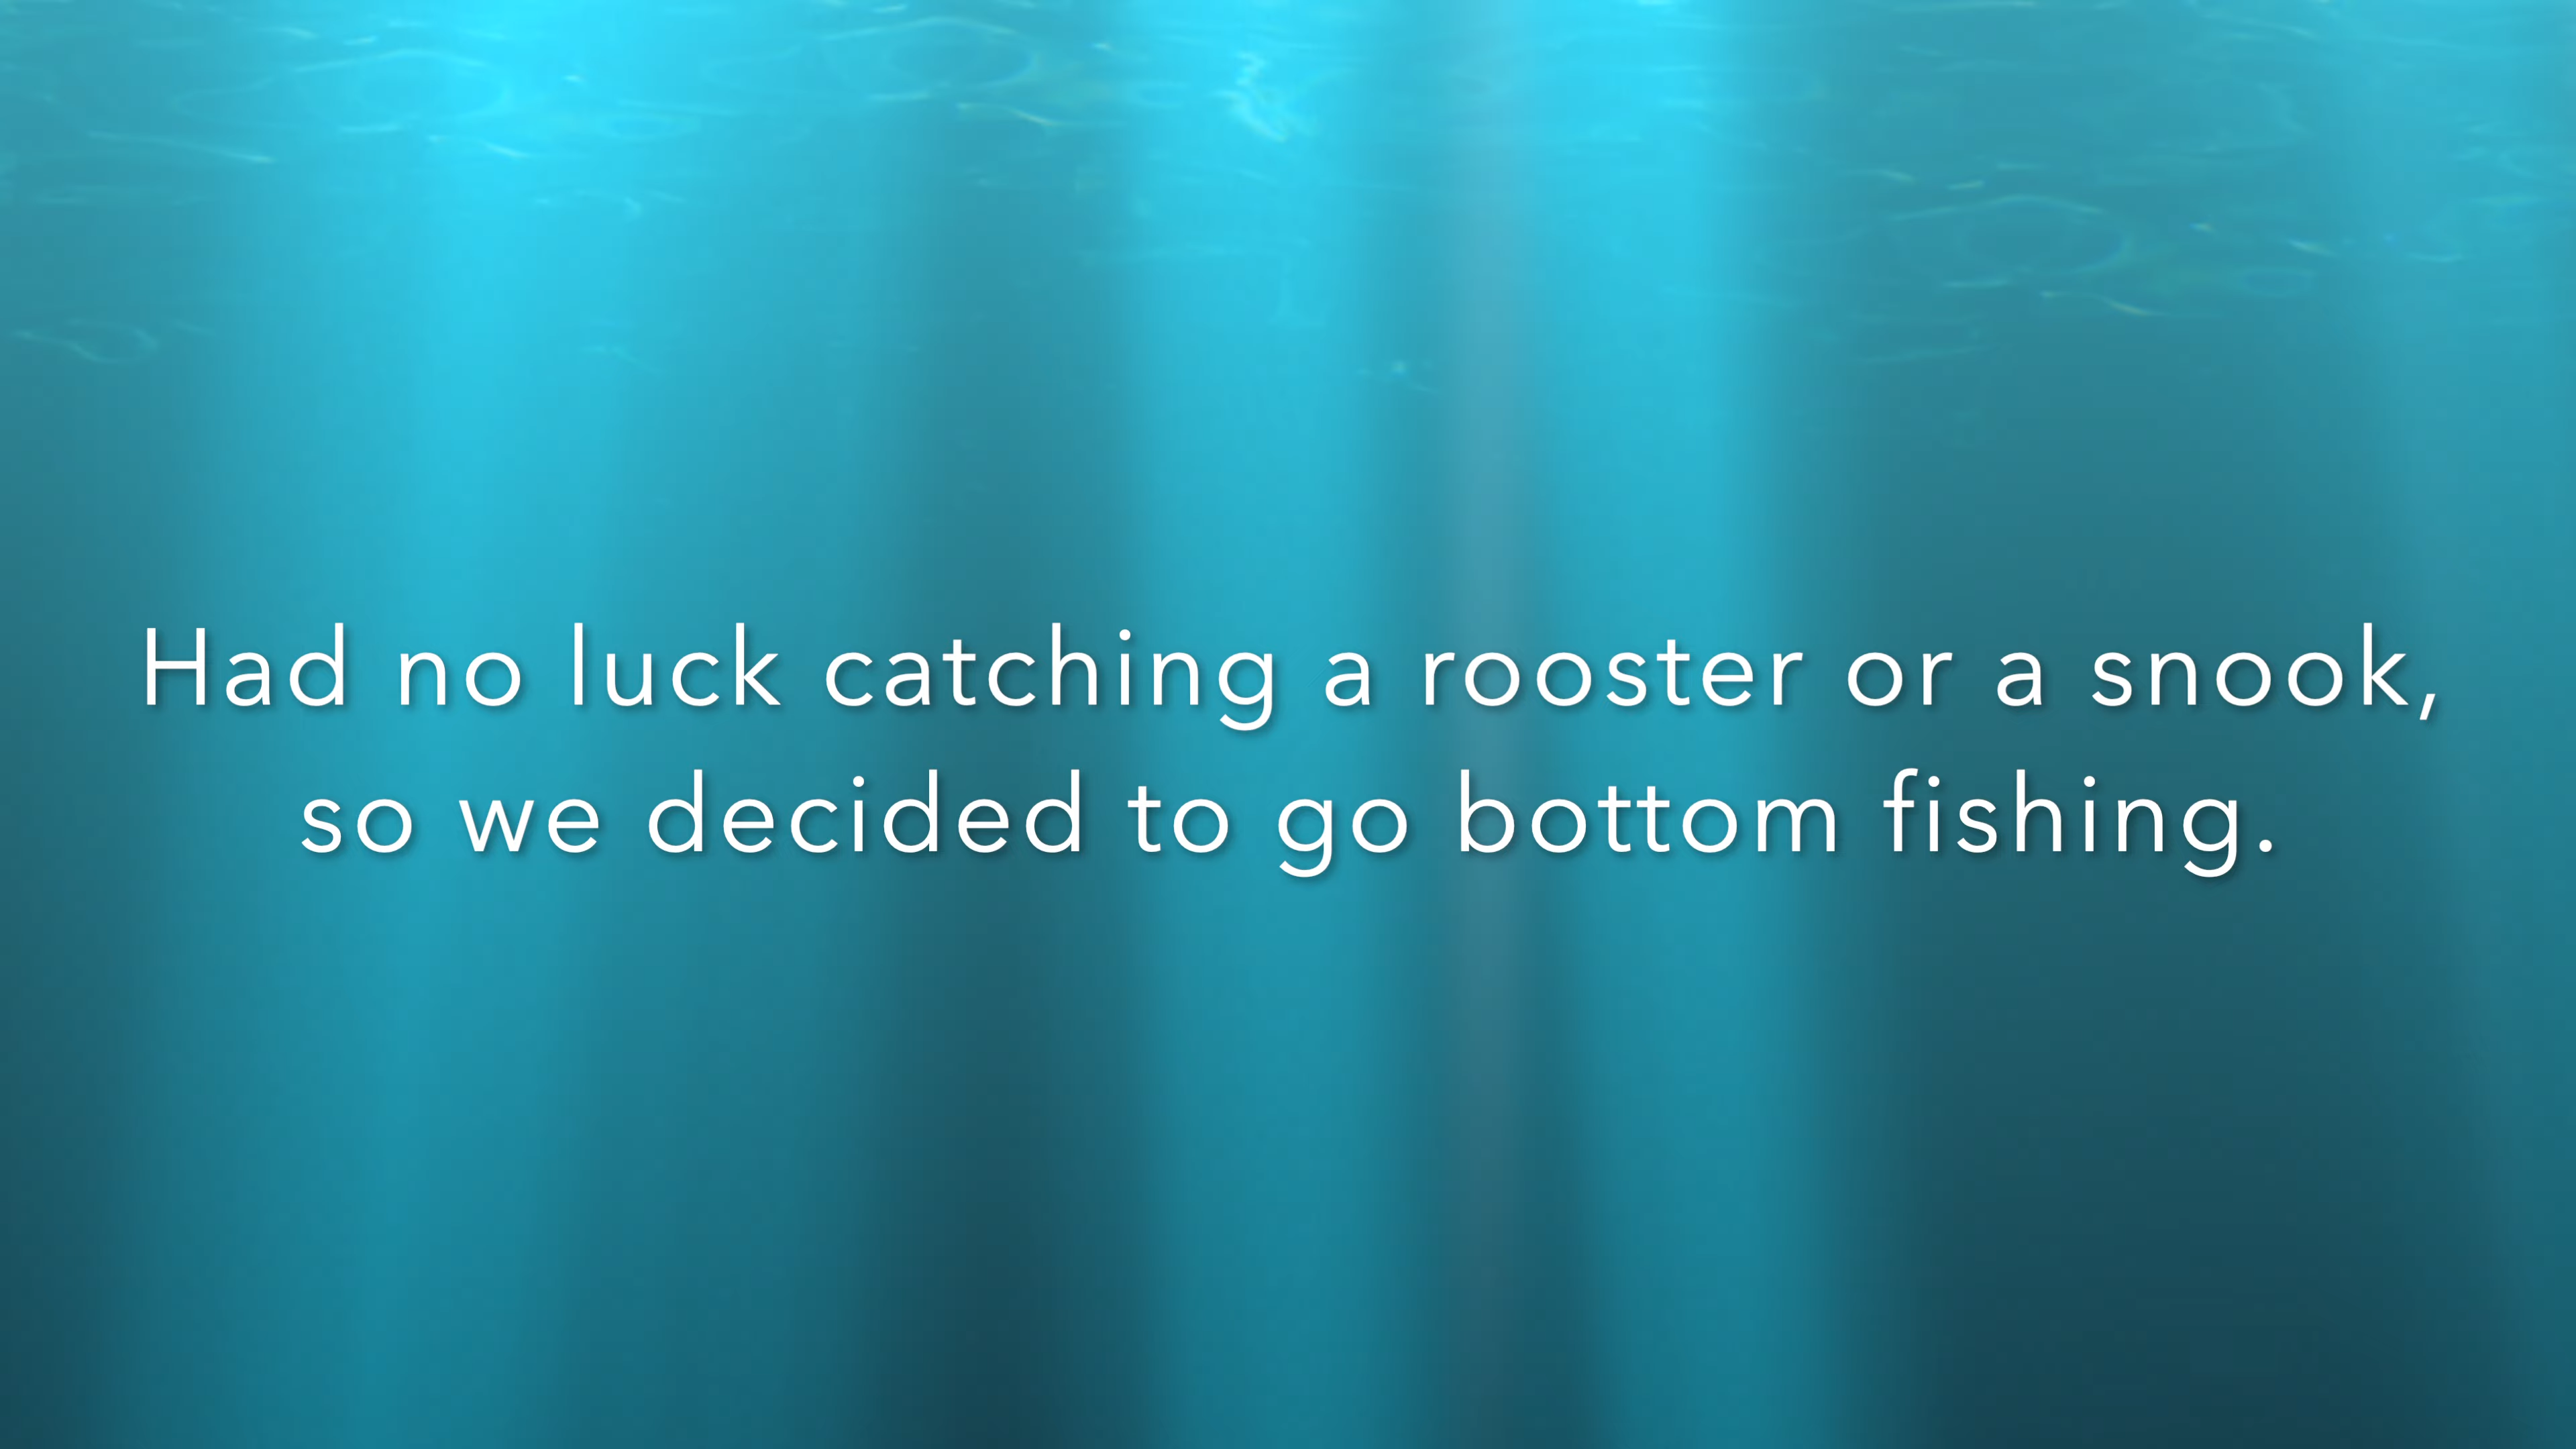 Had no luck catching a rooster or a snook,
so we decided to go bottom fishing.